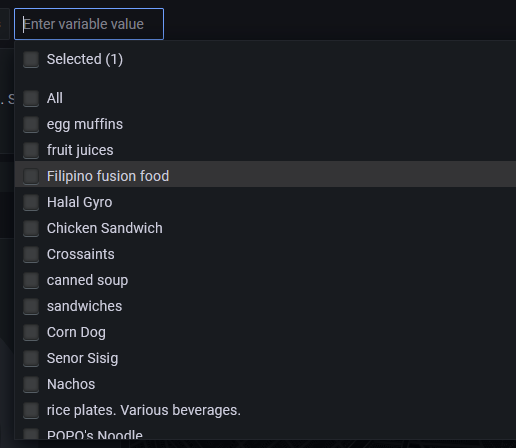 Enter variable value
Selected (1)
. S
All
egg muffins
fruit juices
Filipino fusion food
Halal Gyro
Chicken Sandwich
Crossaints
canned soup
sandwiches
Corn Dog
Senor Sisig
Nachos
rice plates. Various beverages.
POPO's Noodle